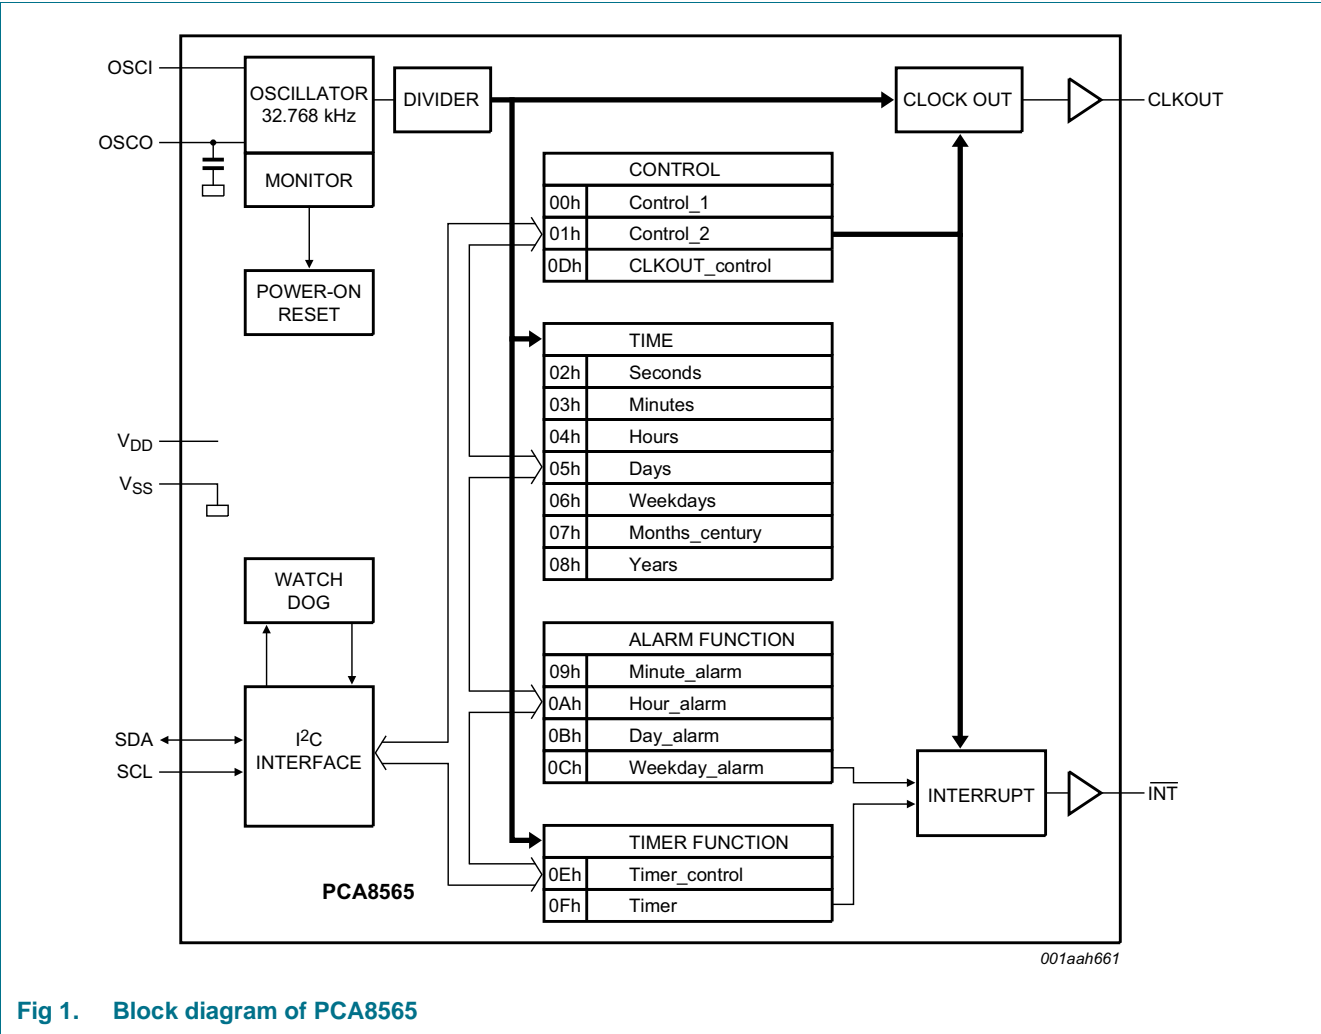 OSCI
OSCO
OSCILLATOR
32.768 kHz
MONITOR
DIVIDER
CLOCK OUT
CLKOUT
POWER-ON
RESET
CONTROL
00h Control_1
01h Control_2
0Dh CLKOUT_control
TIME
02h Seconds
03h Minutes
04h Hours
05h Days
06h Weekdays
07h Months_century
08h Years
VDD
VSS
WATCH
DOG
SDA
SCL
I2C
INTERFACE
ALARM FUNCTION
09h Minute_alarm
0Ah Hour_alarm
0Bh Day_alarm
0Ch Weekday_alarm
INTERRUPT
INT
TIMER FUNCTION
0Eh Timer_control
0Fh Timer
PCA8565
001aah661
Fig 1. Block diagram of PCA8565